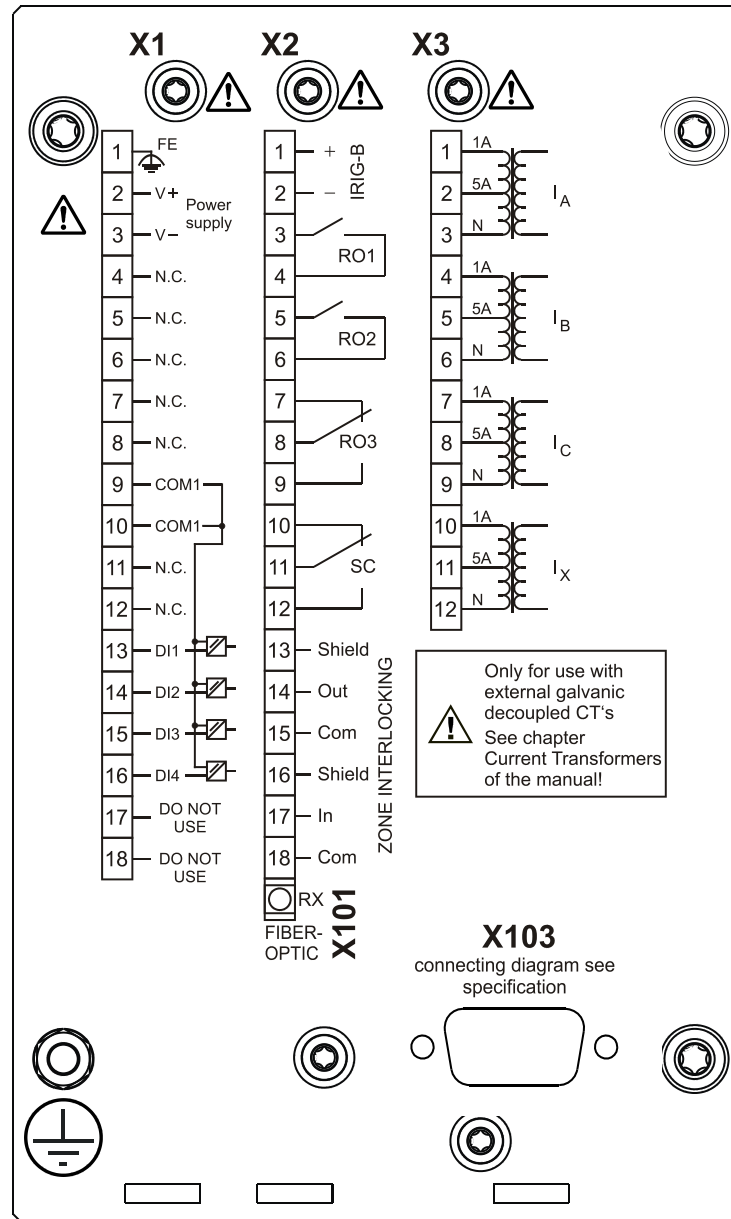 X1
X2
X3
1 FE
2 V+
3 V−
Power
supply
4 N.C.
5 N.C.
6 N.C.
7 N.C.
8 N.C.
9 COM1
10 COM1
11 N.C.
12 N.C.
13 DI1
14 DI2
15 DI3
16 DI4
17 DO NOT
USE
18 DO NOT
USE
1 +
2 −
IRIG-B
3
4
RO1
5
6
RO2
7
8
9
RO3
10
11
12
SC
13 Shield
14 Out
15 Com
16 Shield
17 In
18 Com
ZONE INTERLOCKING
RX
FIBER-
OPTIC
X101
1 1A
2 5A
3 N
IA
4 1A
5 5A
6 N
IB
7 1A
8 5A
9 N
IC
10 1A
11 5A
12 N
IX
Only for use with
external galvanic
decoupled CT‘s
See chapter
Current Transformers
of the manual!
X103
connecting diagram see
specification